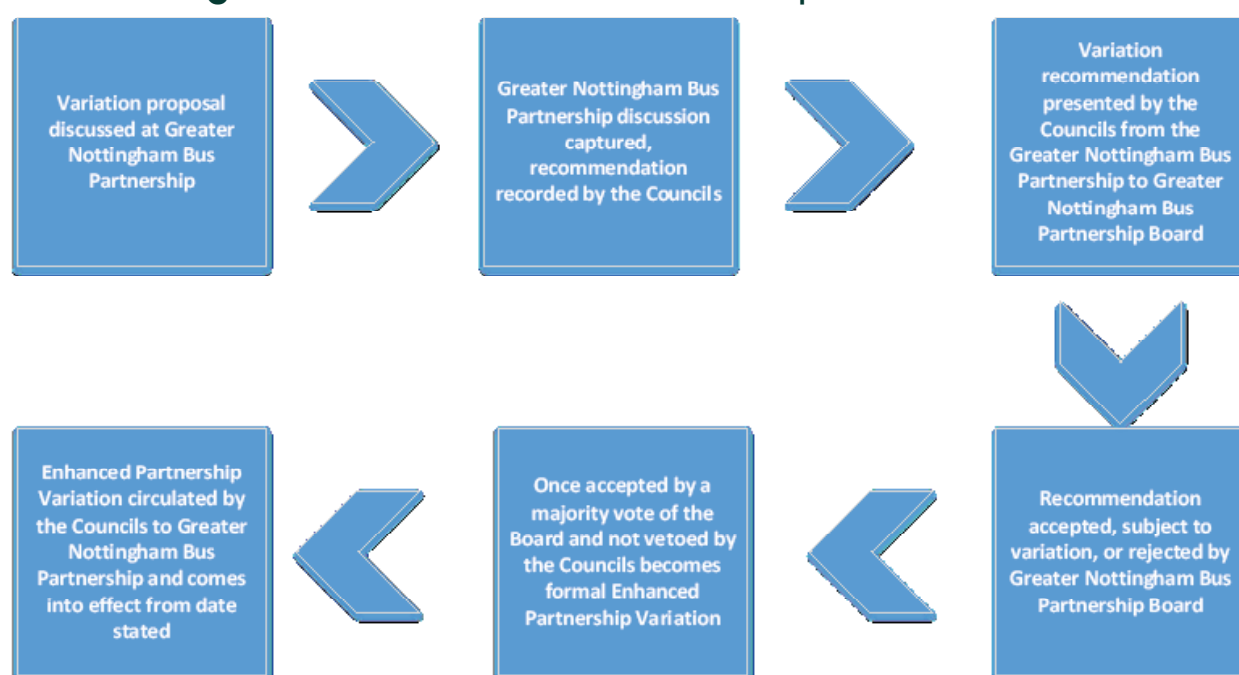 Variation proposal
discussed at Greater
Nottingham Bus
Partnership
Greater Nottingham Bus
Partnership discussion
captured,
recommendation
recorded by the Councils
Variation
recommendation
presented by the
Councils from the
Greater Nottingham Bus
Partnership to Greater
Nottingham Bus
Partnership Board
Recommendation
accepted, subject to
variation, or rejected by
Greater Nottingham Bus
Partnership Board
Once accepted by a
majority vote of the
Board and not vetoed by
the Councils becomes
formal Enhanced
Partnership Variation
Enhanced Partnership
Variation circulated by
the Councils to Greater
Nottingham Bus
Partnership and comes
into effect from date
stated